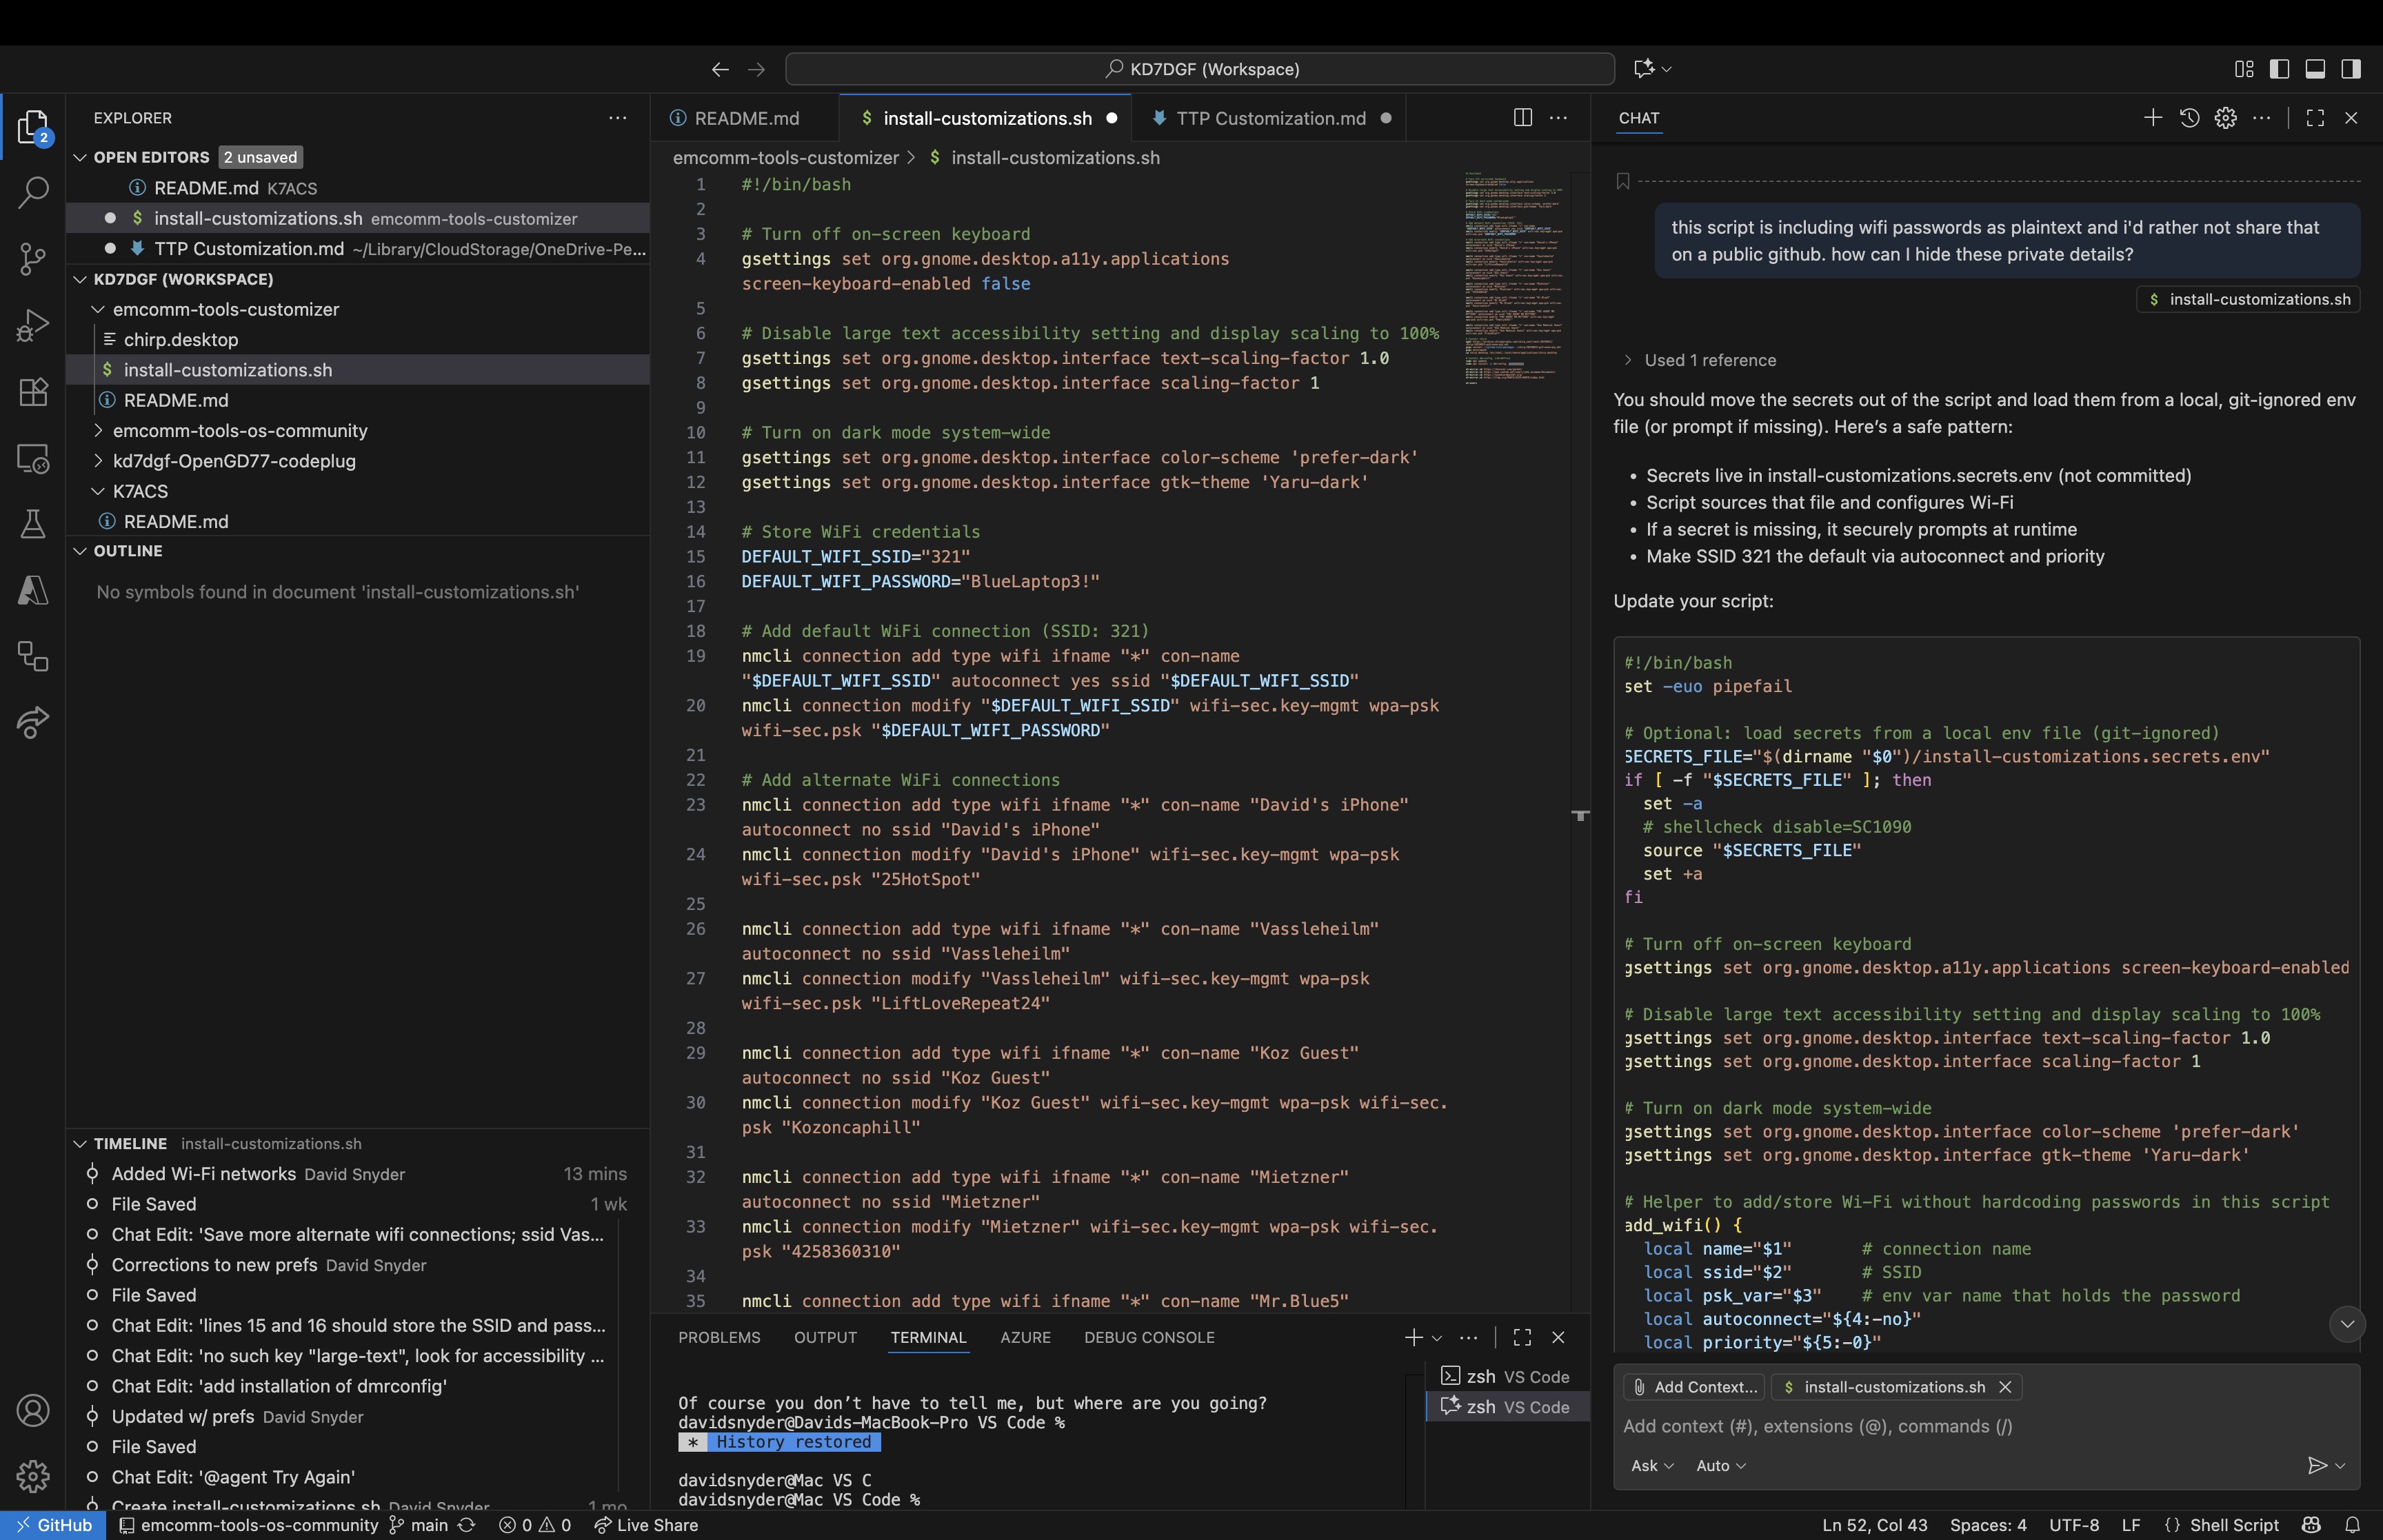 KD7DGF (Workspace)
EXPLORER
OPEN EDITORS 2 unsaved
README.md K7ACS
install-customizations.sh emcomm-tools-customizer
TTP Customization.md ~/Library/CloudStorage/OneDrive-Pe...
KD7DGF (WORKSPACE)
emcomm-tools-customizer
chirp.desktop
$ install-customizations.sh
README.md
emcomm-tools-os-community
kd7dgf-OpenGD77-codeplug
K7ACS
README.md
OUTLINE
No symbols found in document 'install-customizations.sh'
TIMELINE install-customizations.sh
Added Wi-Fi networks David Snyder 13 mins
File Saved 1 wk
Chat Edit: 'Save more alternate wifi connections; ssid Vas...
Corrections to new prefs David Snyder
File Saved
Chat Edit: 'lines 15 and 16 should store the SSID and pass...
Chat Edit: 'no such key "large-text", look for accessibility ...
Chat Edit: 'add installation of dmrconfig'
Updated w/ prefs David Snyder
File Saved
Chat Edit: '@agent Try Again'
Create install-customizations.sh David Snyder 1 mo
README.md
$ install-customizations.sh
TTP Customization.md
emcomm-tools-customizer > $ install-customizations.sh
1 #!/bin/bash
2
3 # Turn off on-screen keyboard
4 gsettings set org.gnome.desktop.a11y.applications
screen-keyboard-enabled false
5
6 # Disable large text accessibility setting and display scaling to 100%
7 gsettings set org.gnome.desktop.interface text-scaling-factor 1.0
8 gsettings set org.gnome.desktop.interface scaling-factor 1
9
10 # Turn on dark mode system-wide
11 gsettings set org.gnome.desktop.interface color-scheme 'prefer-dark'
12 gsettings set org.gnome.desktop.interface gtk-theme 'Yaru-dark'
13
14 # Store WiFi credentials
15 DEFAULT_WIFI_SSID="321"
16 DEFAULT_WIFI_PASSWORD="BlueLaptop3!"
17
18 # Add default WiFi connection (SSID: 321)
19 nmcli connection add type wifi ifname "*" con-name
"$DEFAULT_WIFI_SSID" autoconnect yes ssid "$DEFAULT_WIFI_SSID"
20 nmcli connection modify "$DEFAULT_WIFI_SSID" wifi-sec.key-mgmt wpa-psk
wifi-sec.psk "$DEFAULT_WIFI_PASSWORD"
21
22 # Add alternate WiFi connections
23 nmcli connection add type wifi ifname "*" con-name "David's iPhone"
autoconnect no ssid "David's iPhone"
24 nmcli connection modify "David's iPhone" wifi-sec.key-mgmt wpa-psk
wifi-sec.psk "25HotSpot"
25
26 nmcli connection add type wifi ifname "*" con-name "Vassleheilm"
autoconnect no ssid "Vassleheilm"
27 nmcli connection modify "Vassleheilm" wifi-sec.key-mgmt wpa-psk
wifi-sec.psk "LiftLoveRepeat24"
28
29 nmcli connection add type wifi ifname "*" con-name "Koz Guest"
autoconnect no ssid "Koz Guest"
30 nmcli connection modify "Koz Guest" wifi-sec.key-mgmt wpa-psk wifi-sec.
psk "Kozoncaphill"
31
32 nmcli connection add type wifi ifname "*" con-name "Mietzner"
autoconnect no ssid "Mietzner"
33 nmcli connection modify "Mietzner" wifi-sec.key-mgmt wpa-psk wifi-sec.
psk "4258360310"
34
35 nmcli connection add type wifi ifname "*" con-name "Mr.Blue5"
PROBLEMS OUTPUT TERMINAL AZURE DEBUG CONSOLE
Of course you don't have to tell me, but where are you going?
davidsnyder@Davids-MacBook-Pro VS Code %
* History restored
davidsnyder@Mac VS C
davidsnyder@Mac VS Code %
zsh VS Code
zsh VS Code
CHAT
this script is including wifi passwords as plaintext and i'd rather not share that
on a public github. how can I hide these private details?
$ install-customizations.sh
Used 1 reference
You should move the secrets out of the script and load them from a local, git-ignored env
file (or prompt if missing). Here's a safe pattern:
• Secrets live in install-customizations.secrets.env (not committed)
• Script sources that file and configures Wi-Fi
• If a secret is missing, it securely prompts at runtime
• Make SSID 321 the default via autoconnect and priority
Update your script:
#!/bin/bash
set -euo pipefail
# Optional: load secrets from a local env file (git-ignored)
SECRETS_FILE="$(dirname "$0")/install-customizations.secrets.env"
if [ -f "$SECRETS_FILE" ]; then
set -a
# shellcheck disable=SC1090
source "$SECRETS_FILE"
set +a
fi
# Turn off on-screen keyboard
gsettings set org.gnome.desktop.a11y.applications screen-keyboard-enabled
# Disable large text accessibility setting and display scaling to 100%
gsettings set org.gnome.desktop.interface text-scaling-factor 1.0
gsettings set org.gnome.desktop.interface scaling-factor 1
# Turn on dark mode system-wide
gsettings set org.gnome.desktop.interface color-scheme 'prefer-dark'
gsettings set org.gnome.desktop.interface gtk-theme 'Yaru-dark'
# Helper to add/store Wi-Fi without hardcoding passwords in this script
add_wifi() {
local name="$1" # connection name
local ssid="$2" # SSID
local psk_var="$3" # env var name that holds the password
local autoconnect="${4:-no}"
local priority="${5:-0}"
Add Context... $ install-customizations.sh
Add context (#), extensions (@), commands (/)
Ask Auto
GitHub emcomm-tools-os-community main 0 0 Live Share Ln 52, Col 43 Spaces: 4 UTF-8 LF {} Shell Script